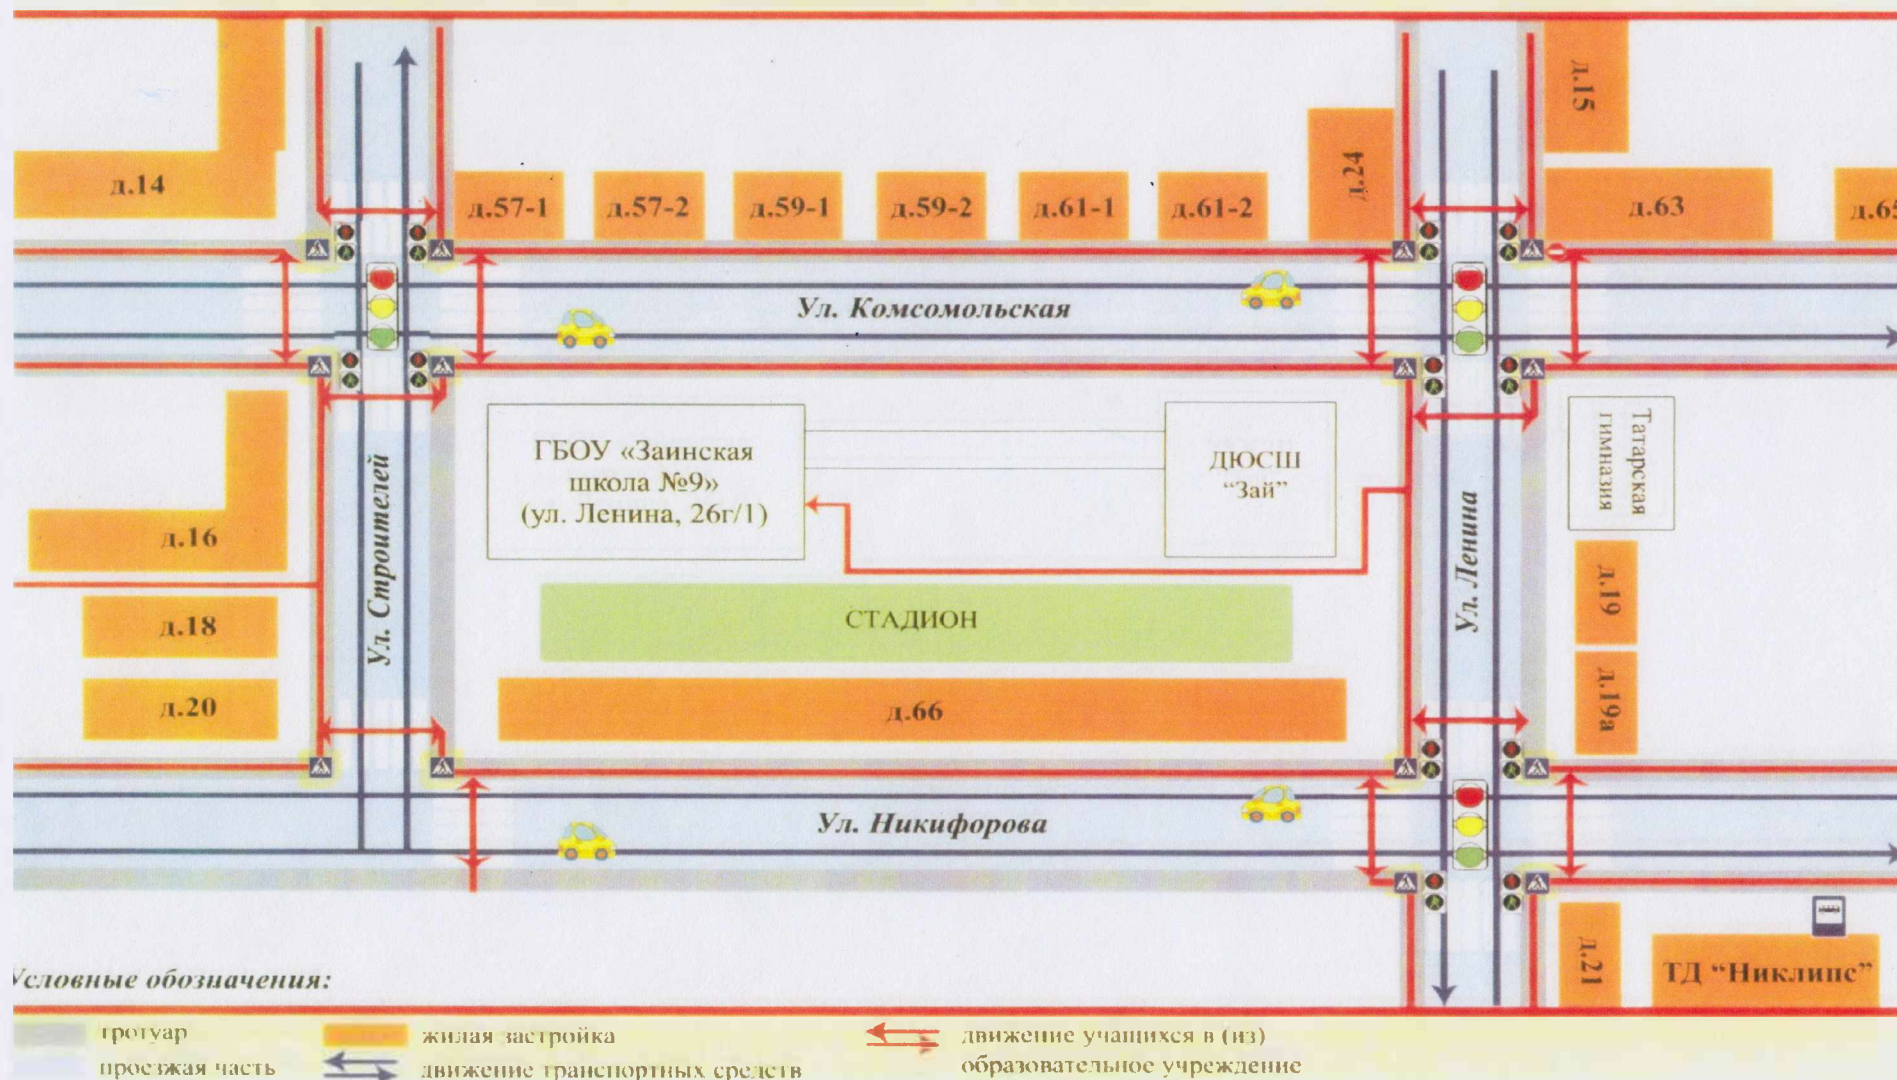 д.14
д.57-1
д.57-2
д.59-1
д.59-2
д.61-1
д.61-2
д.24
д.15
д.63
д.65
Ул. Комсомольская
д.16
д.18
д.20
Ул. Строителей
ГБОУ «Заинская
школа №9»
(ул. Ленина, 26г/1)
ДЮСШ
“Зай”
СТАДИОН
д.66
Ул. Ленина
Татарская
гимназия
д.19
д.19а
Ул. Никифорова
д.21
ТД “Никлипс”
Условные обозначения:
тротуар
жилая застройка
движение учащихся в (из)
проезжая часть
движение транспортных средств
образовательное учреждение